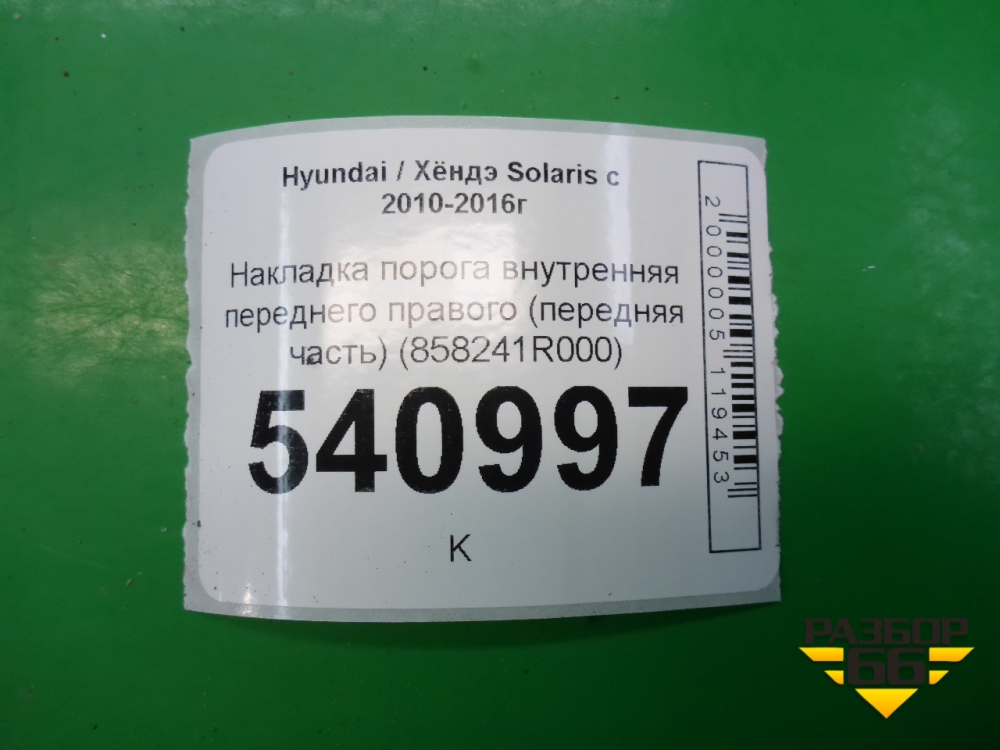 Hyundai / Хёндэ Solaris с
2010-2016г
Накладка порога внутренняя
переднего правого (передняя
часть) (858241R000)
540997
К
2000005119453
РАЗБОР
66